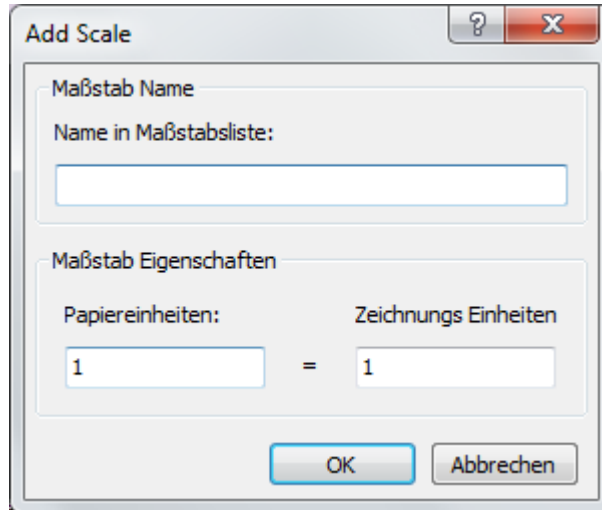 Add Scale
Maßstab Name
Name in Maßstabsliste:
Maßstab Eigenschaften
Papiereinheiten: Zeichnungs Einheiten
1 = 1
OK Abbrechen